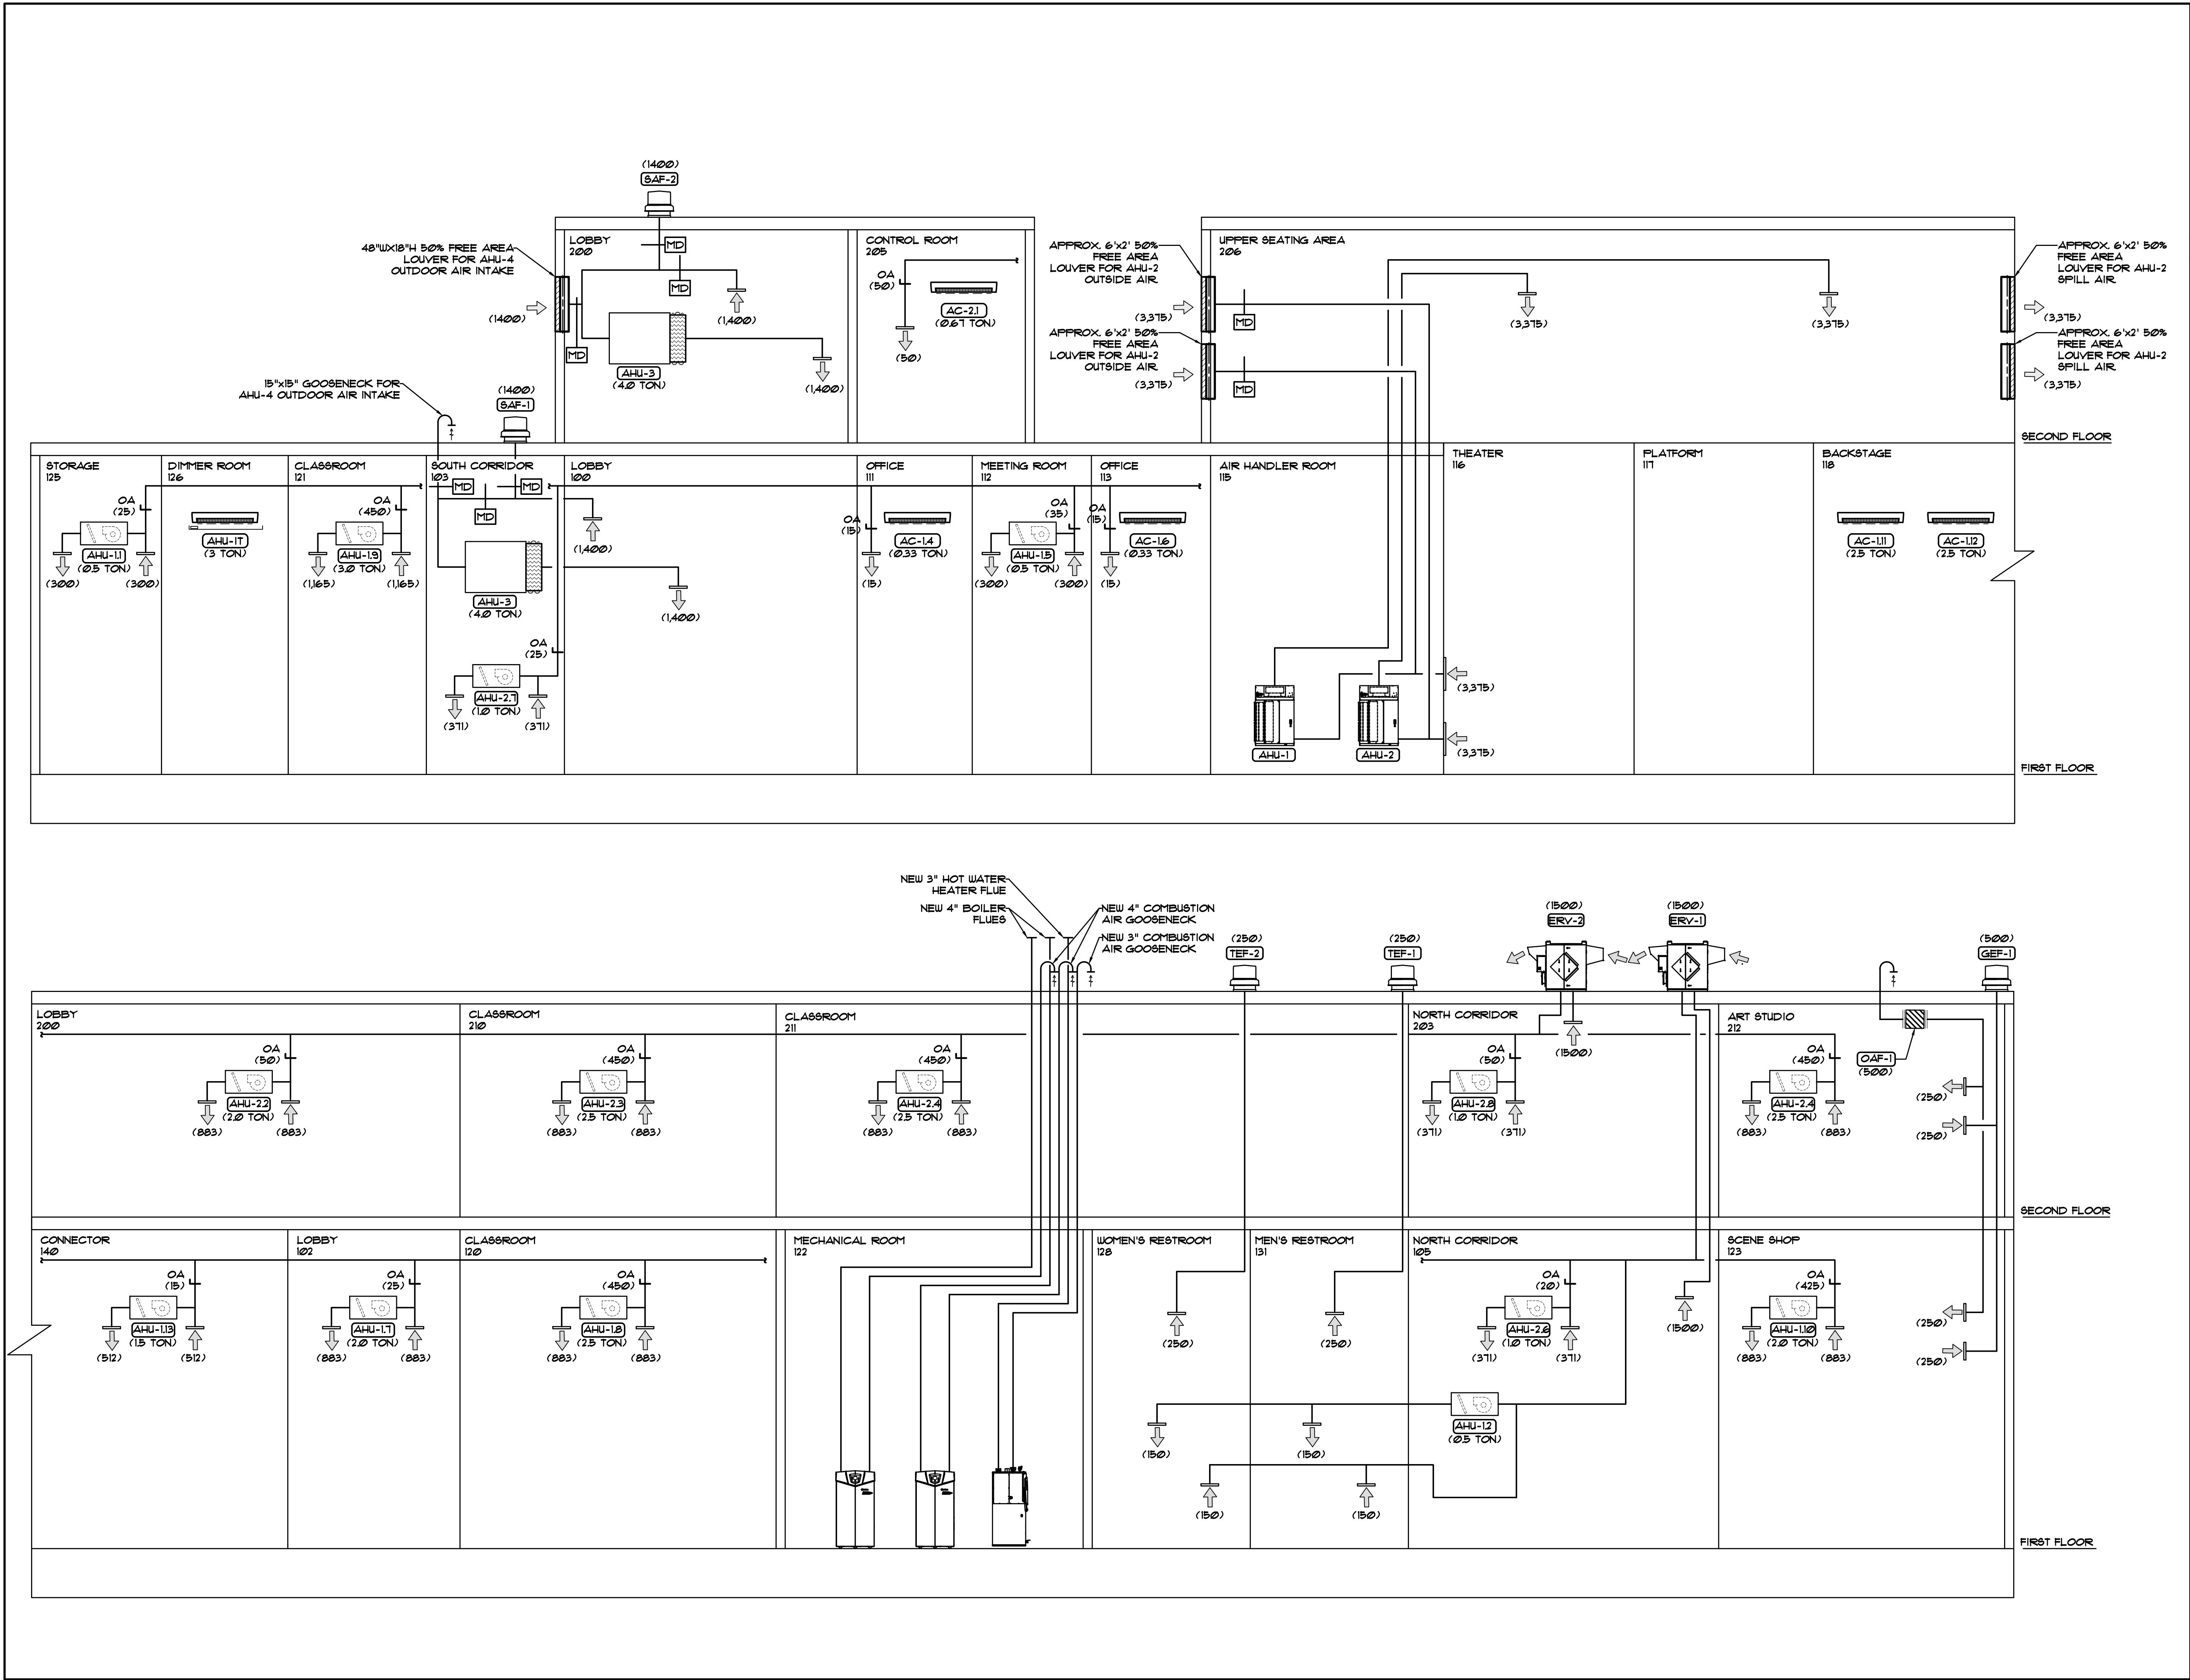 (1400)
SAF-2
48"WX18"H 50% FREE AREA
LOUVER FOR AHU-4
OUTDOOR AIR INTAKE
(1400)
LOBBY
200
MD
MD
MD
(1,400)
AHU-3
(4.0 TON)
(1,400)
CONTROL ROOM
205
OA
(50)
AC-2.1
(0.67 TON)
(50)
APPROX. 6'x2' 50%
FREE AREA
LOUVER FOR AHU-2
OUTSIDE AIR.
(3,375)
APPROX. 6'x2' 50%
FREE AREA
LOUVER FOR AHU-2
OUTSIDE AIR.
(3,375)
UPPER SEATING AREA
206
MD
MD
(3,375)
(3,375)
APPROX. 6'x2' 50%
FREE AREA
LOUVER FOR AHU-2
SPILL AIR.
(3,375)
APPROX. 6'x2' 50%
FREE AREA
LOUVER FOR AHU-2
SPILL AIR.
(3,375)
SECOND FLOOR
15"x15" GOOSENECK FOR
AHU-4 OUTDOOR AIR INTAKE
(1400)
SAF-1
STORAGE
125
OA
(25)
AHU-1.1
(0.5 TON)
(300)
(300)
DIMMER ROOM
126
AHU-1T
(3 TON)
CLASSROOM
121
OA
(450)
AHU-1.9
(3.0 TON)
(1,165)
(1,165)
SOUTH CORRIDOR
103
MD
MD
MD
AHU-3
(4.0 TON)
OA
(25)
AHU-2.7
(1.0 TON)
(371)
(371)
LOBBY
100
(1,400)
(1,400)
OFFICE
111
OA
(15)
AC-1.4
(0.33 TON)
(15)
MEETING ROOM
112
OA
(35)
AHU-1.5
(0.5 TON)
(300)
(300)
OFFICE
113
OA
(15)
AC-1.6
(0.33 TON)
(15)
AIR HANDLER ROOM
115
AHU-1
AHU-2
THEATER
116
(3,375)
(3,375)
PLATFORM
117
BACKSTAGE
118
AC-1.11
(2.5 TON)
AC-1.12
(2.5 TON)
FIRST FLOOR
NEW 3" HOT WATER
HEATER FLUE
NEW 4" BOILER
FLUES
NEW 4" COMBUSTION
AIR GOOSENECK
NEW 3" COMBUSTION
AIR GOOSENECK
(250)
TEF-2
(250)
TEF-1
(1500)
ERV-2
(1500)
ERV-1
(500)
GEF-1
LOBBY
200
OA
(50)
AHU-2.2
(2.0 TON)
(883)
(883)
CLASSROOM
210
OA
(450)
AHU-2.3
(2.5 TON)
(883)
(883)
CLASSROOM
211
OA
(450)
AHU-2.4
(2.5 TON)
(883)
(883)
NORTH CORRIDOR
203
OA
(50)
(1500)
AHU-2.8
(1.0 TON)
(371)
(371)
ART STUDIO
212
OA
(450)
AHU-2.4
(2.5 TON)
(883)
(883)
OAF-1
(500)
(250)
(250)
SECOND FLOOR
CONNECTOR
140
OA
(15)
AHU-1.13
(1.5 TON)
(512)
(512)
LOBBY
102
OA
(25)
AHU-1.7
(2.0 TON)
(883)
(883)
CLASSROOM
120
OA
(450)
AHU-1.8
(2.5 TON)
(883)
(883)
MECHANICAL ROOM
122
WOMEN'S RESTROOM
128
(250)
(150)
(150)
MEN'S RESTROOM
131
(250)
(150)
(150)
NORTH CORRIDOR
105
OA
(20)
AHU-2.6
(1.0 TON)
(371)
(371)
(1500)
AHU-1.2
(0.5 TON)
SCENE SHOP
123
OA
(425)
AHU-1.10
(2.0 TON)
(883)
(883)
(250)
(250)
FIRST FLOOR